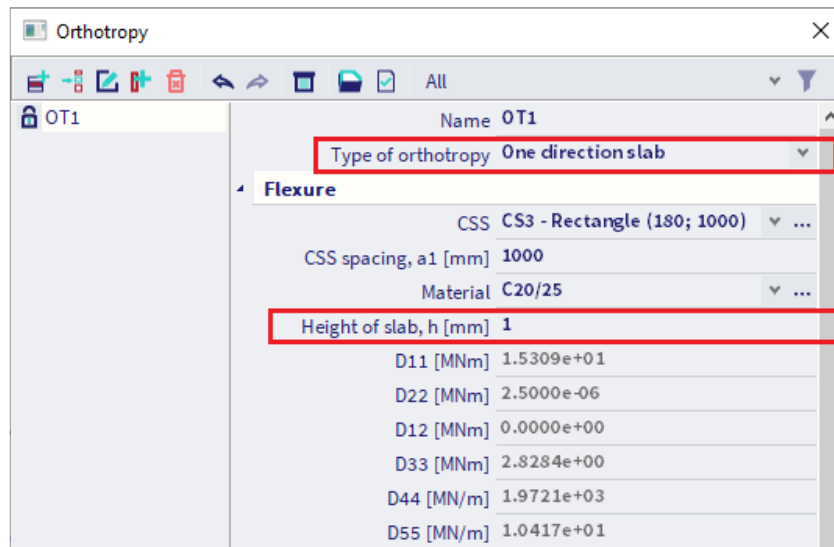 Orthotropy
All
OT1
Name OT1
Type of orthotropy One direction slab
Flexure
CSS CS3 - Rectangle (180; 1000) ...
CSS spacing, a1 [mm] 1000
Material C20/25 ...
Height of slab, h [mm] 1
D11 [MNm] 1.5309e+01
D22 [MNm] 2.5000e-06
D12 [MNm] 0.0000e+00
D33 [MNm] 2.8284e+00
D44 [MN/m] 1.9721e+03
D55 [MN/m] 1.0417e+01